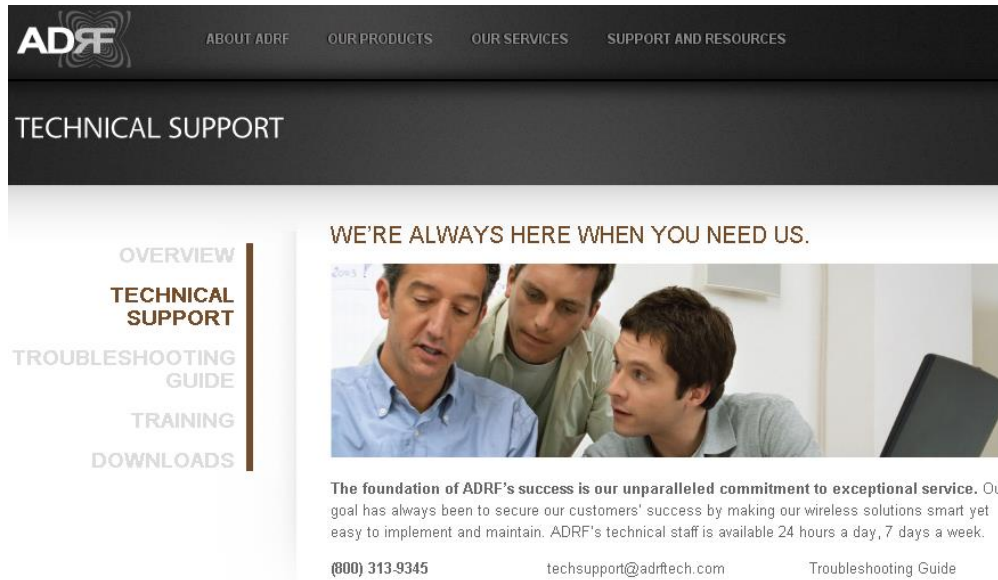 ADRF
ABOUT ADRF OUR PRODUCTS OUR SERVICES SUPPORT AND RESOURCES
TECHNICAL SUPPORT
OVERVIEW
TECHNICAL
SUPPORT
TROUBLESHOOTING
GUIDE
TRAINING
DOWNLOADS
WE'RE ALWAYS HERE WHEN YOU NEED US.
The foundation of ADRF's success is our unparalleled commitment to exceptional service.
goal has always been to secure our customers' success by making our wireless solutions smart yet
easy to implement and maintain. ADRF's technical staff is available 24 hours a day, 7 days a week.
(800) 313-9345 techsupport@adrftech.com Troubleshooting Guide